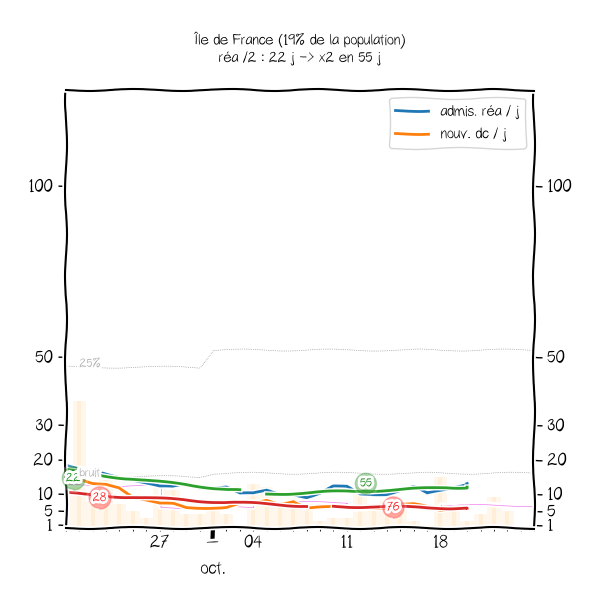 Île de France (19% de la population)
réa /2 : 22 j -> x2 en 55 j
admis. réa / j
nouv. dc / j
100 100
50 50
25%
30 30
20 20
bruit
22
55
10 10
28
76
5 5
1 1
27 04 11 18
oct.